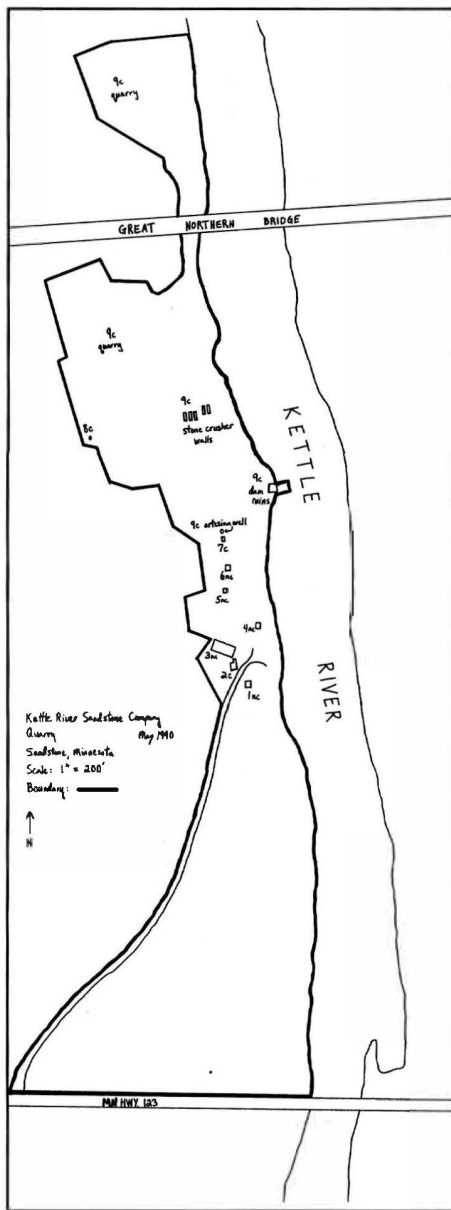 9c
quarry
GREAT NORTHERN BRIDGE
9c
quarry
9c
stone crusher
walls
8c
KETTLE
9c
dam
ruins
9c artesian well
7c
6nc
5nc
4nc
3nc
2c
1nc
RIVER
Kettle River Sandstone Company
Quarry May 1990
Sandstone, Minnesota
Scale: 1" = 200'
Boundary:
N
MN HWY. 123